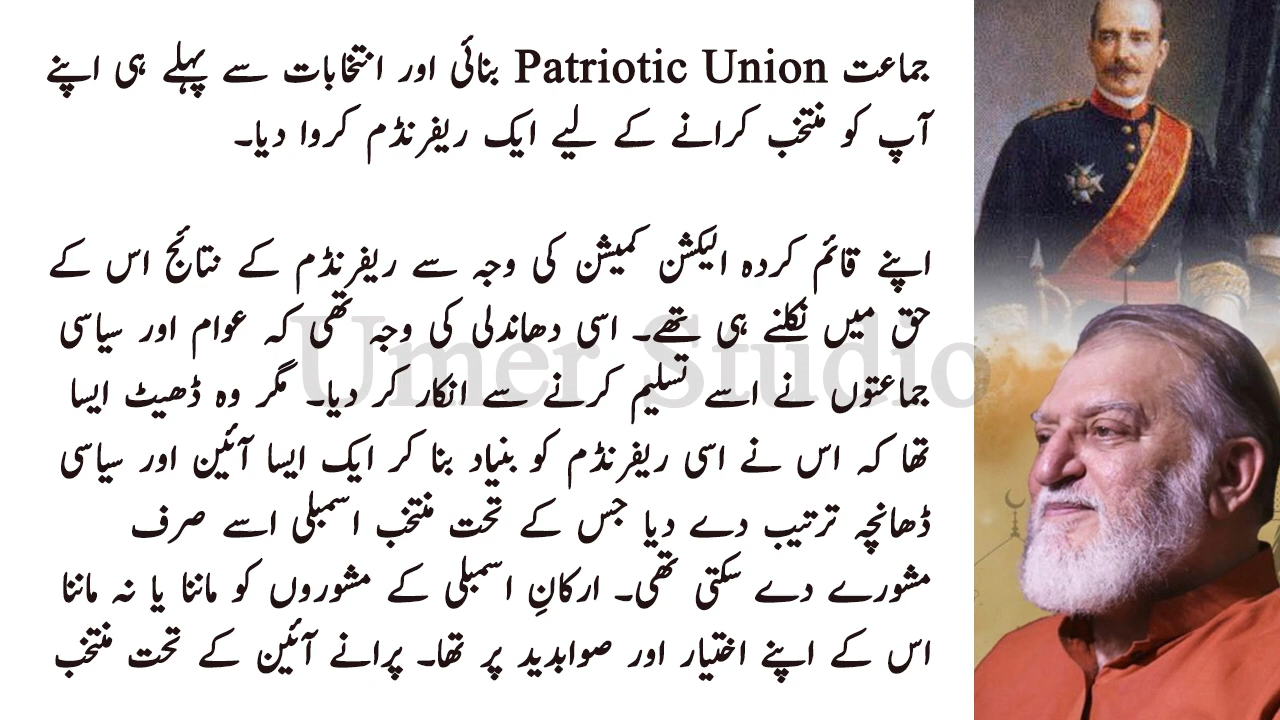 جماعت Patriotic Union بنائی اور انتخابات سے پہلے ہی اپنے
آپ کو منتخب کرانے کے لیے ایک ریفرنڈم کروا دیا۔
اپنے قائم کردہ الیکشن کمیشن کی وجہ سے ریفرنڈم کے نتائج اس کے
حق میں نکلنے ہی تھے۔ اسی دھاندلی کی وجہ تھی کہ عوام اور سیاسی
جماعتوں نے اسے تسلیم کرنے سے انکار کر دیا۔ مگر وہ ڈھیٹ ایسا
تھا کہ اس نے اسی ریفرنڈم کو بنیاد بنا کر ایک ایسا آئین اور سیاسی
ڈھانچہ ترتیب دے دیا جس کے تحت منتخب اسمبلی اسے صرف
مشورے دے سکتی تھی۔ ارکانِ اسمبلی کے مشوروں کو ماننا یا نہ ماننا
اس کے اپنے اختیار اور صوابدید پر تھا۔ پرانے آئین کے تحت منتخب
Umer Studio